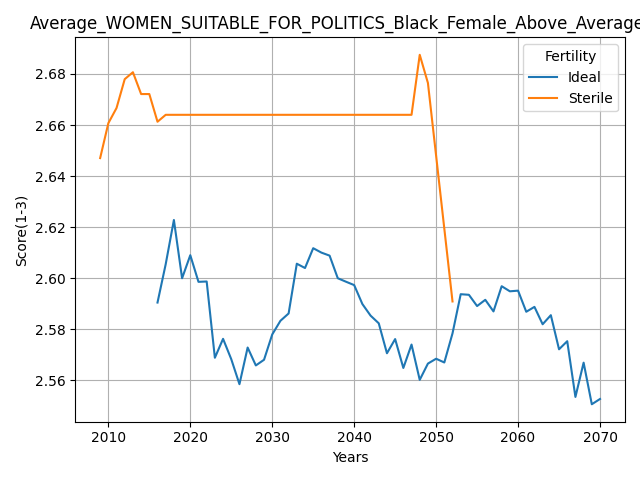 Average_WOMEN_SUITABLE_FOR_POLITICS_Black_Female_Above_Average
Fertility
Ideal
Sterile
Score(1-3)
2.68
2.66
2.64
2.62
2.60
2.58
2.56
2010 2020 2030 2040 2050 2060 2070
Years